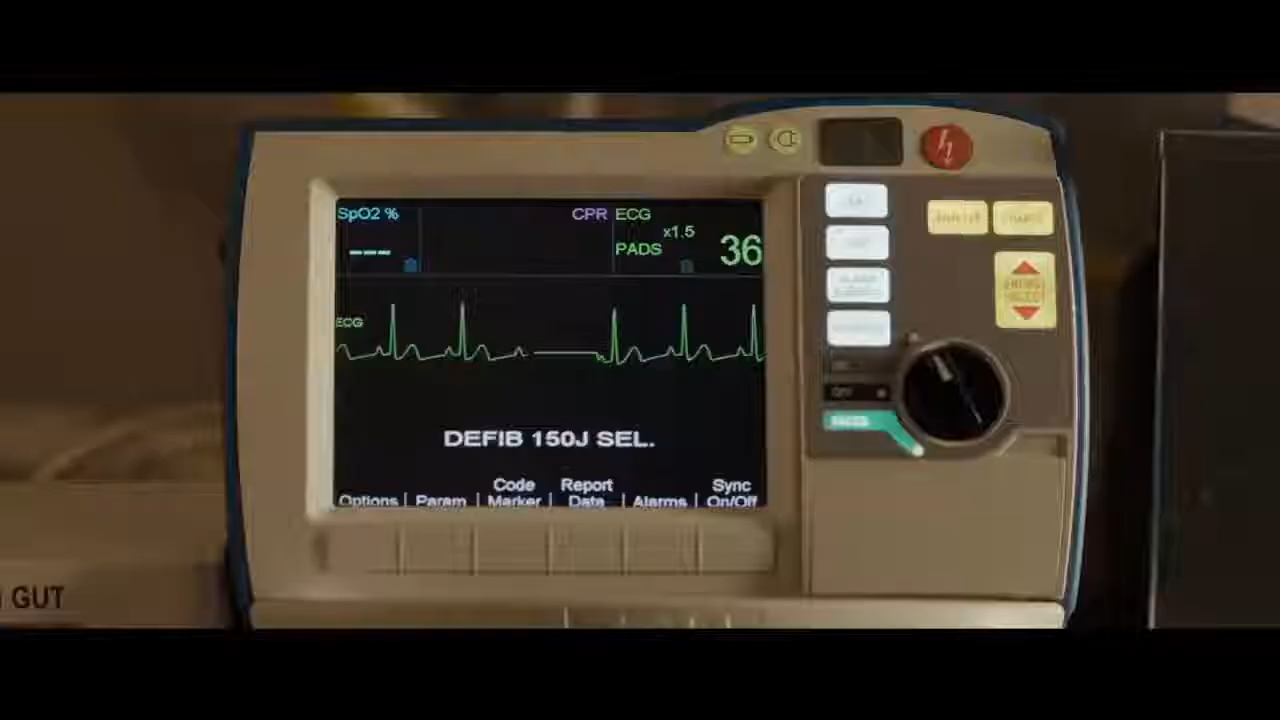 SpO2 %
CPR
ECG
x1.5
PADS
36
---
ECG
DEFIB 150J SEL.
Options
Param
Code Marker
Report Data
Alarms
Sync On/Off
OFF
GUT